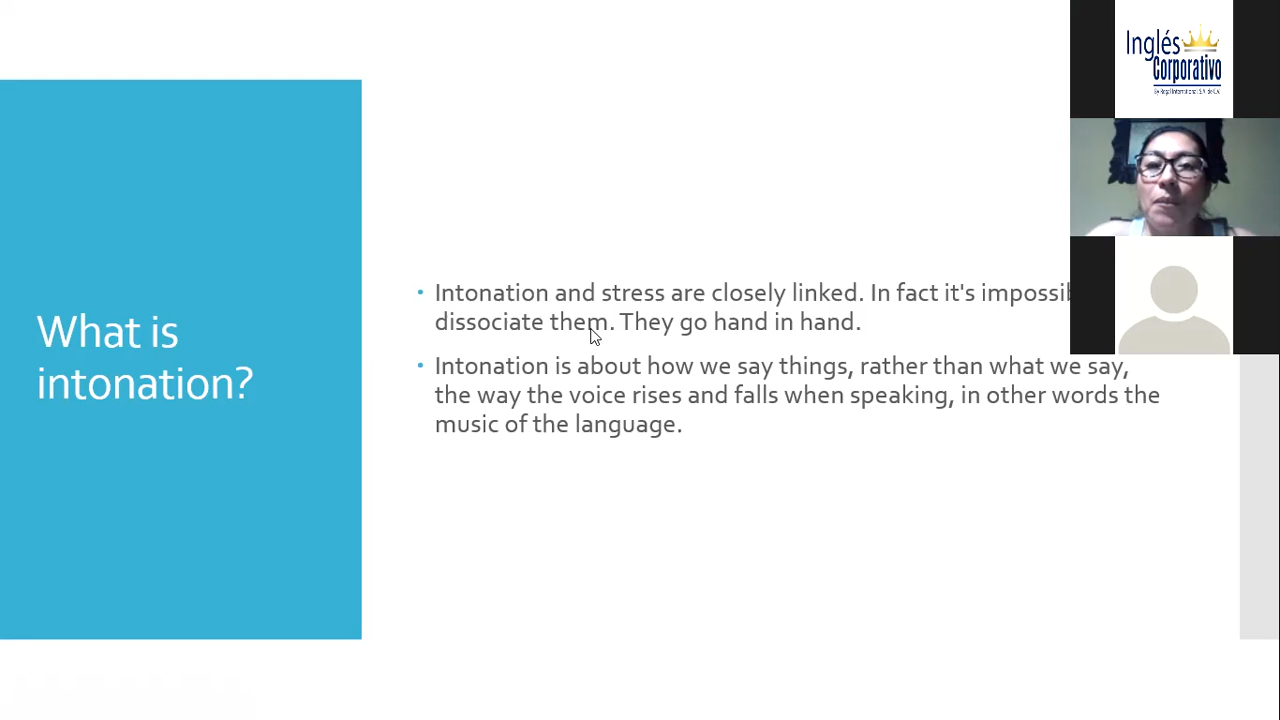 Inglés
Corporativo
What is
intonation?
Intonation and stress are closely linked. In fact it's
dissociate them. They go hand in hand.
Intonation is about how we say things, rather than what we say,
the way the voice rises and falls when speaking, in other words the
music of the language.